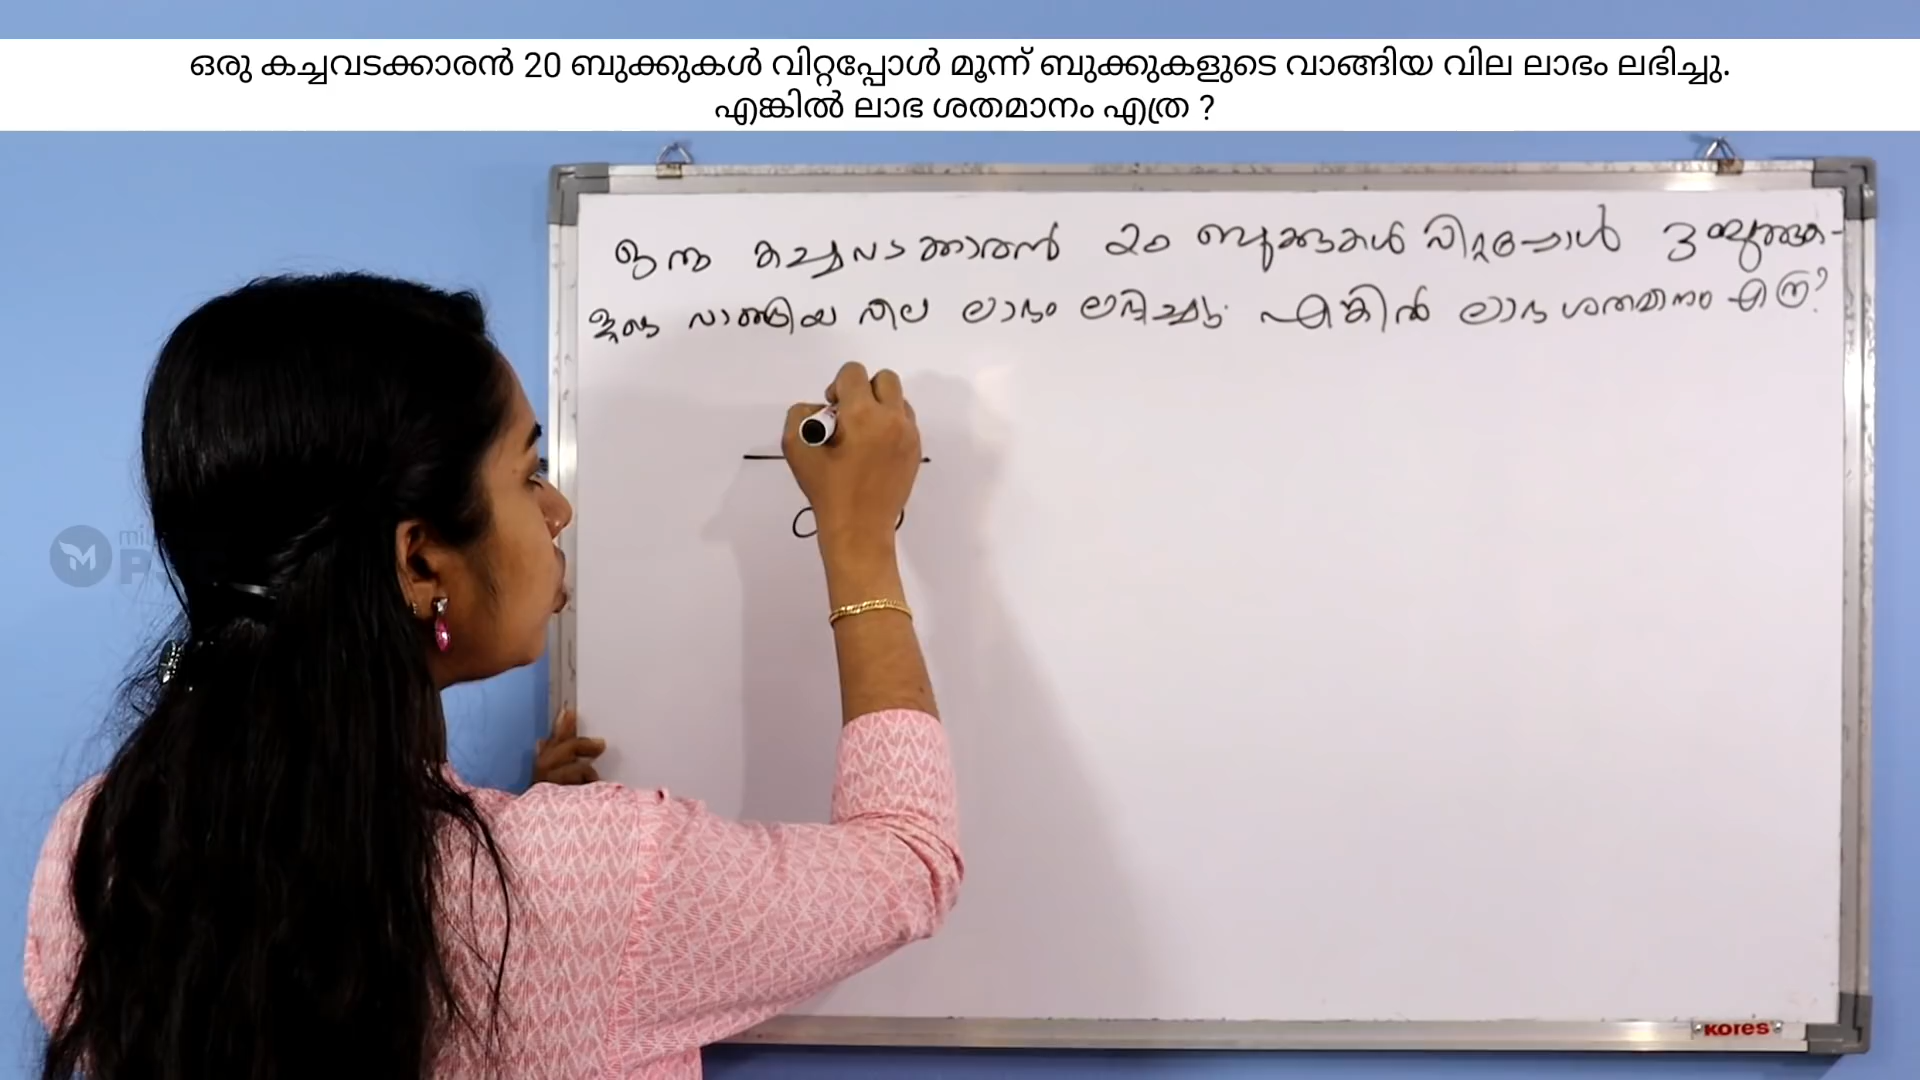 ഒരു കച്ചവടക്കാരൻ 20 ബുക്കുകൾ വിറ്റപ്പോൾ മൂന്ന് ബുക്കുകളുടെ വാങ്ങിയ വില ലാഭം ലഭിച്ചു.
എങ്കിൽ ലാഭ ശതമാനം എത്ര ?
ഒരു കച്ചവടക്കാരൻ 20 ബുക്കുകൾ വിറ്റപ്പോൾ 3 ബുക്കുക-
ളുടെ വാങ്ങിയ വില ലാഭം ലഭിച്ചു. എങ്കിൽ ലാഭ ശതമാനം എത്ര?
KORES